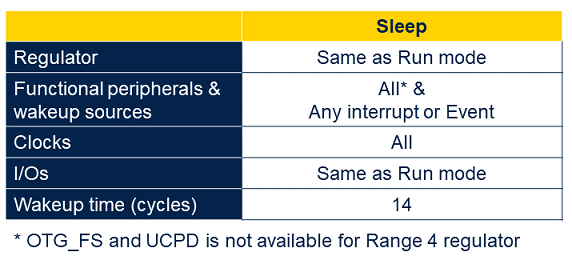 Sleep
Regulator Same as Run mode
Functional peripherals & All* &
wakeup sources Any interrupt or Event
Clocks All
I/Os Same as Run mode
Wakeup time (cycles) 14
* OTG_FS and UCPD is not available for Range 4 regulator